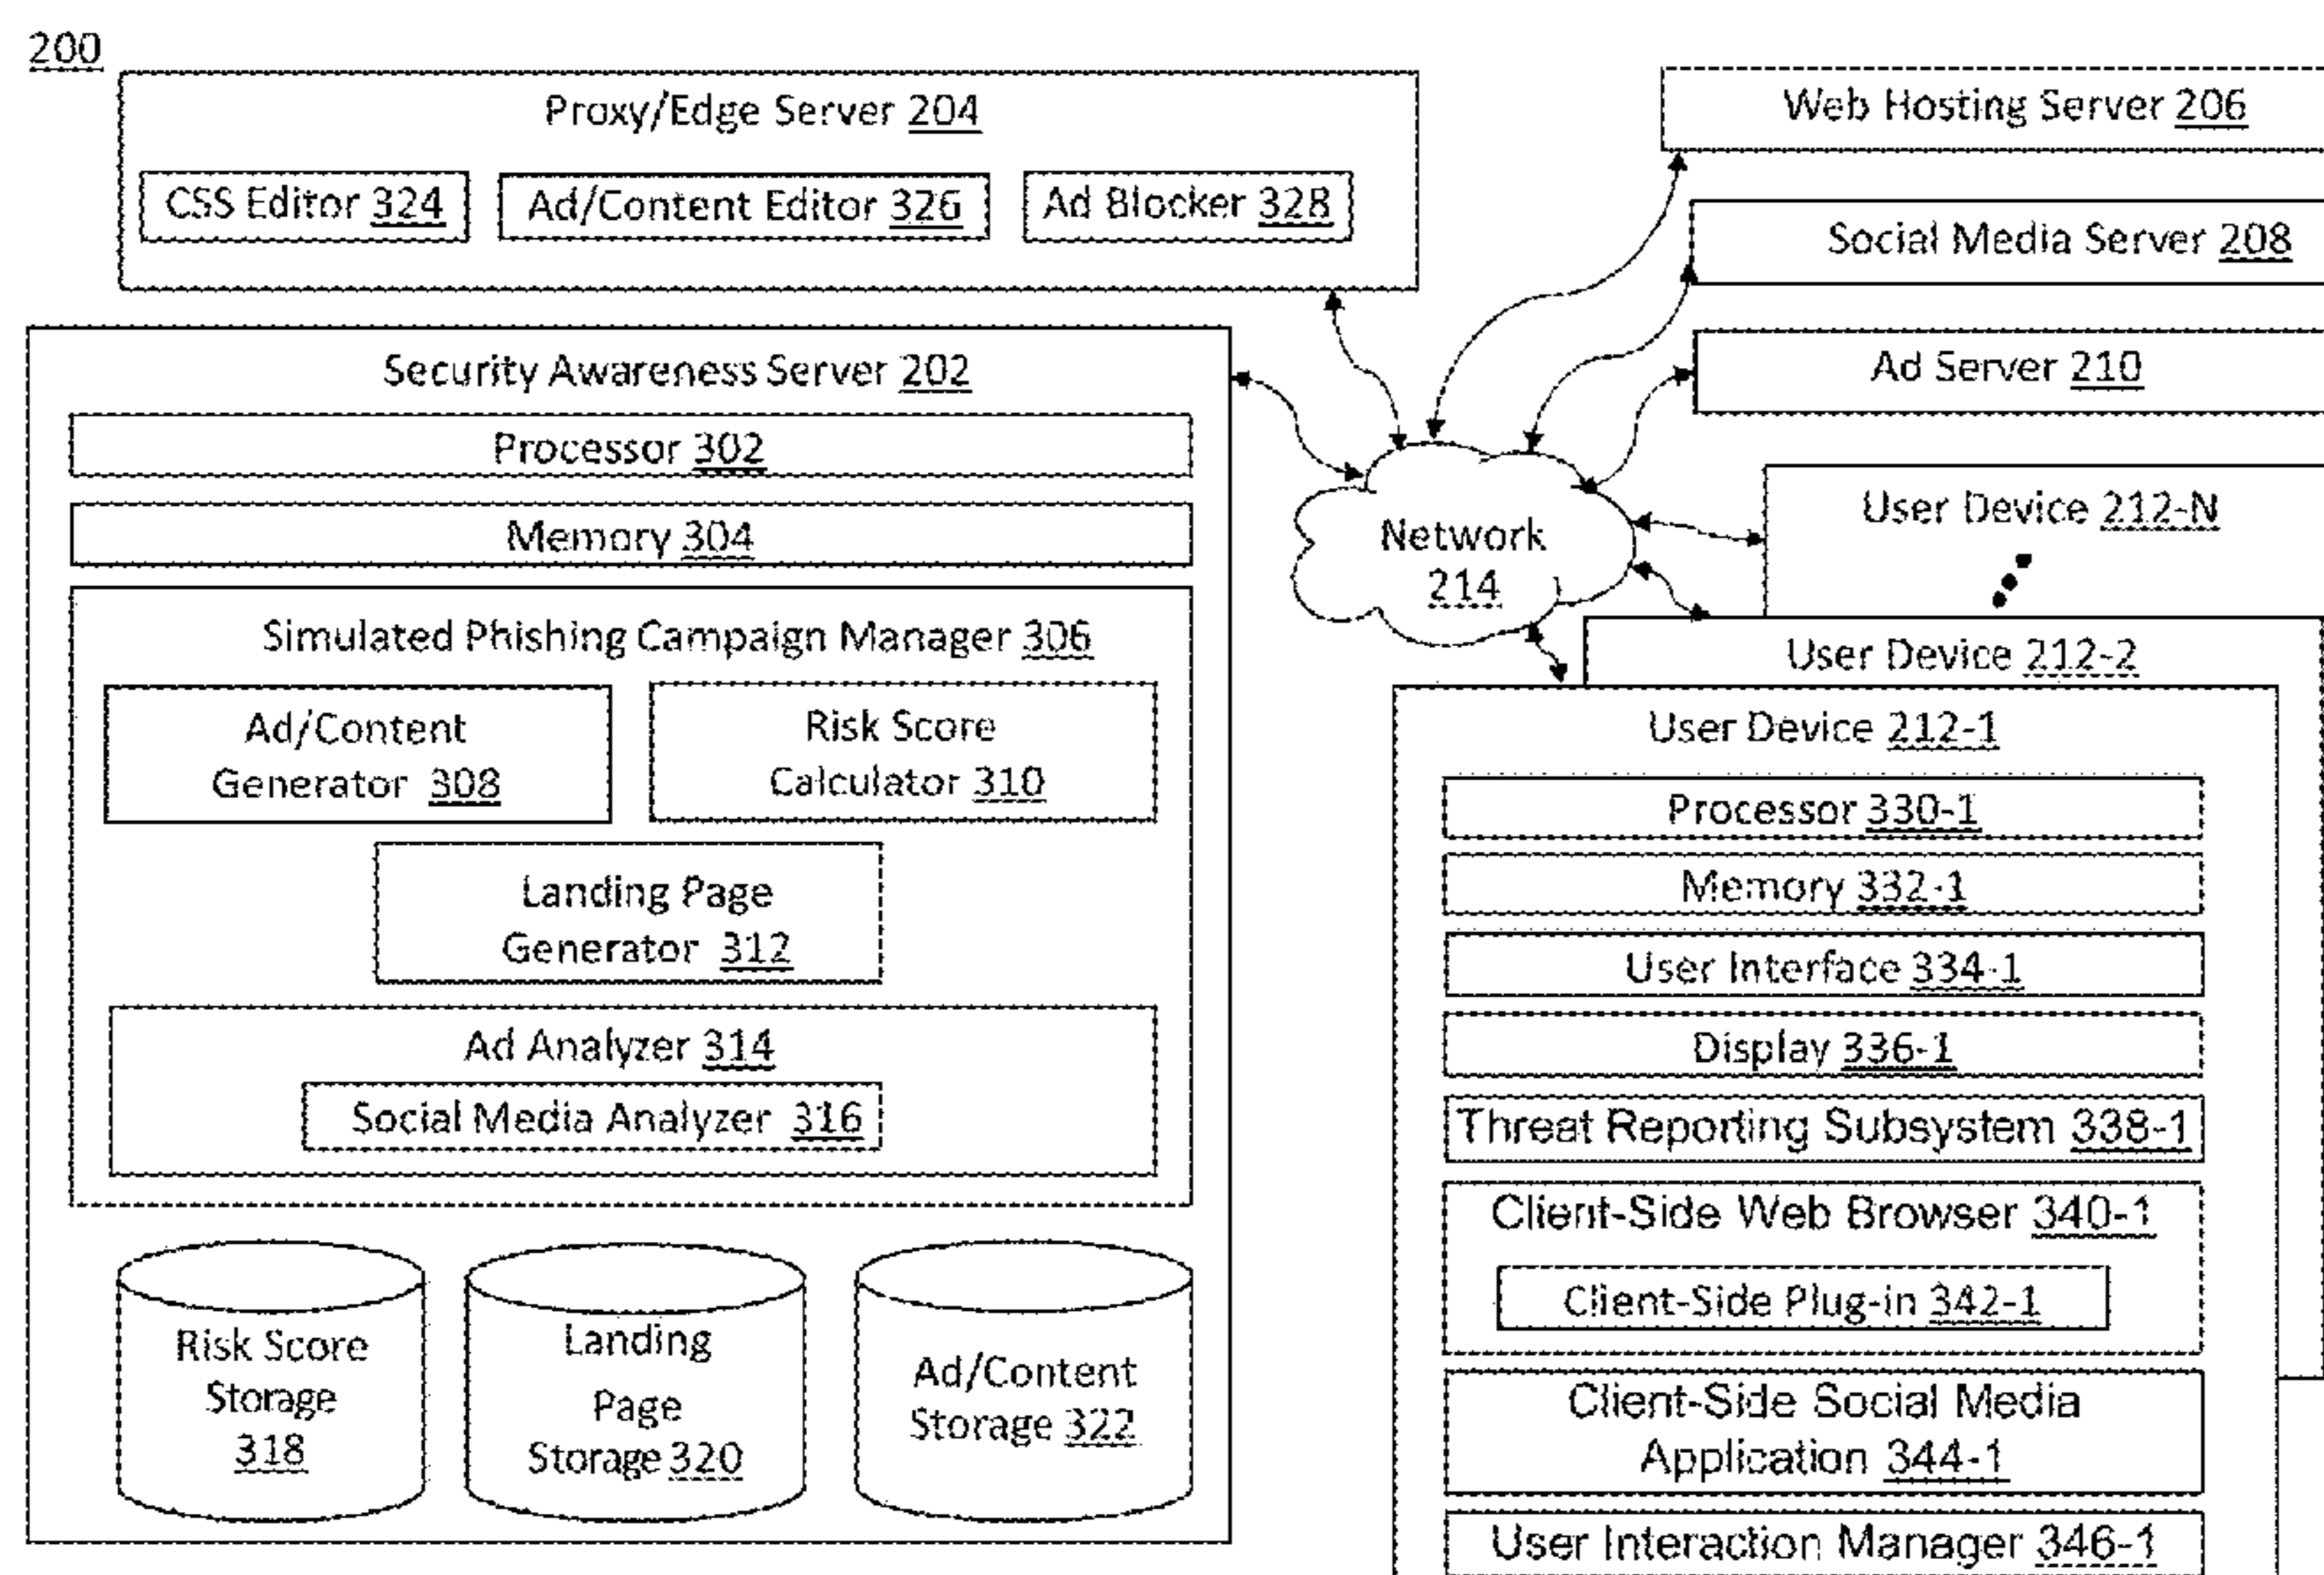 200
Proxy/Edge Server 204
CSS Editor 324
Ad/Content Editor 326
Ad Blocker 328
Web Hosting Server 206
Social Media Server 208
Ad Server 210
Security Awareness Server 202
Processor 302
Memory 304
Simulated Phishing Campaign Manager 306
Ad/Content
Generator 308
Risk Score
Calculator 310
Landing Page
Generator 312
Ad Analyzer 314
Social Media Analyzer 316
Risk Score
Storage
318
Landing
Page
Storage 320
Ad/Content
Storage 322
Network
214
User Device 212-N
User Device 212-2
User Device 212-1
Processor 330-1
Memory 332-1
User Interface 334-1
Display 336-1
Threat Reporting Subsystem 338-1
Client-Side Web Browser 340-1
Client-Side Plug-in 342-1
Client-Side Social Media
Application 344-1
User Interaction Manager 346-1